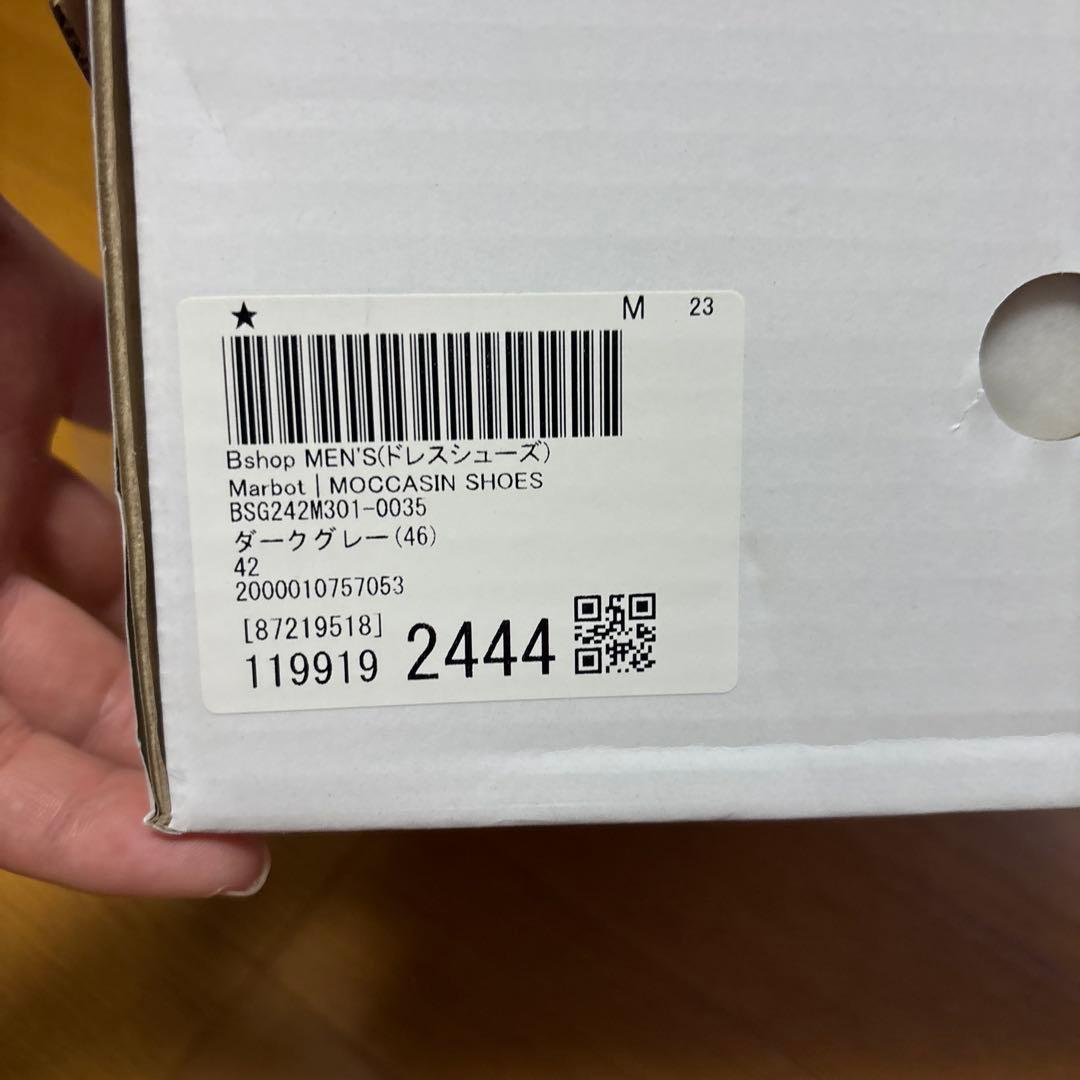 ★ M 23
Bshop MEN'S(ドレスシューズ)
Marbot | MOCCASIN SHOES
BSG242M301-0035
ダークグレー(46)
42
2000010757053
[87219518]
119919 2444